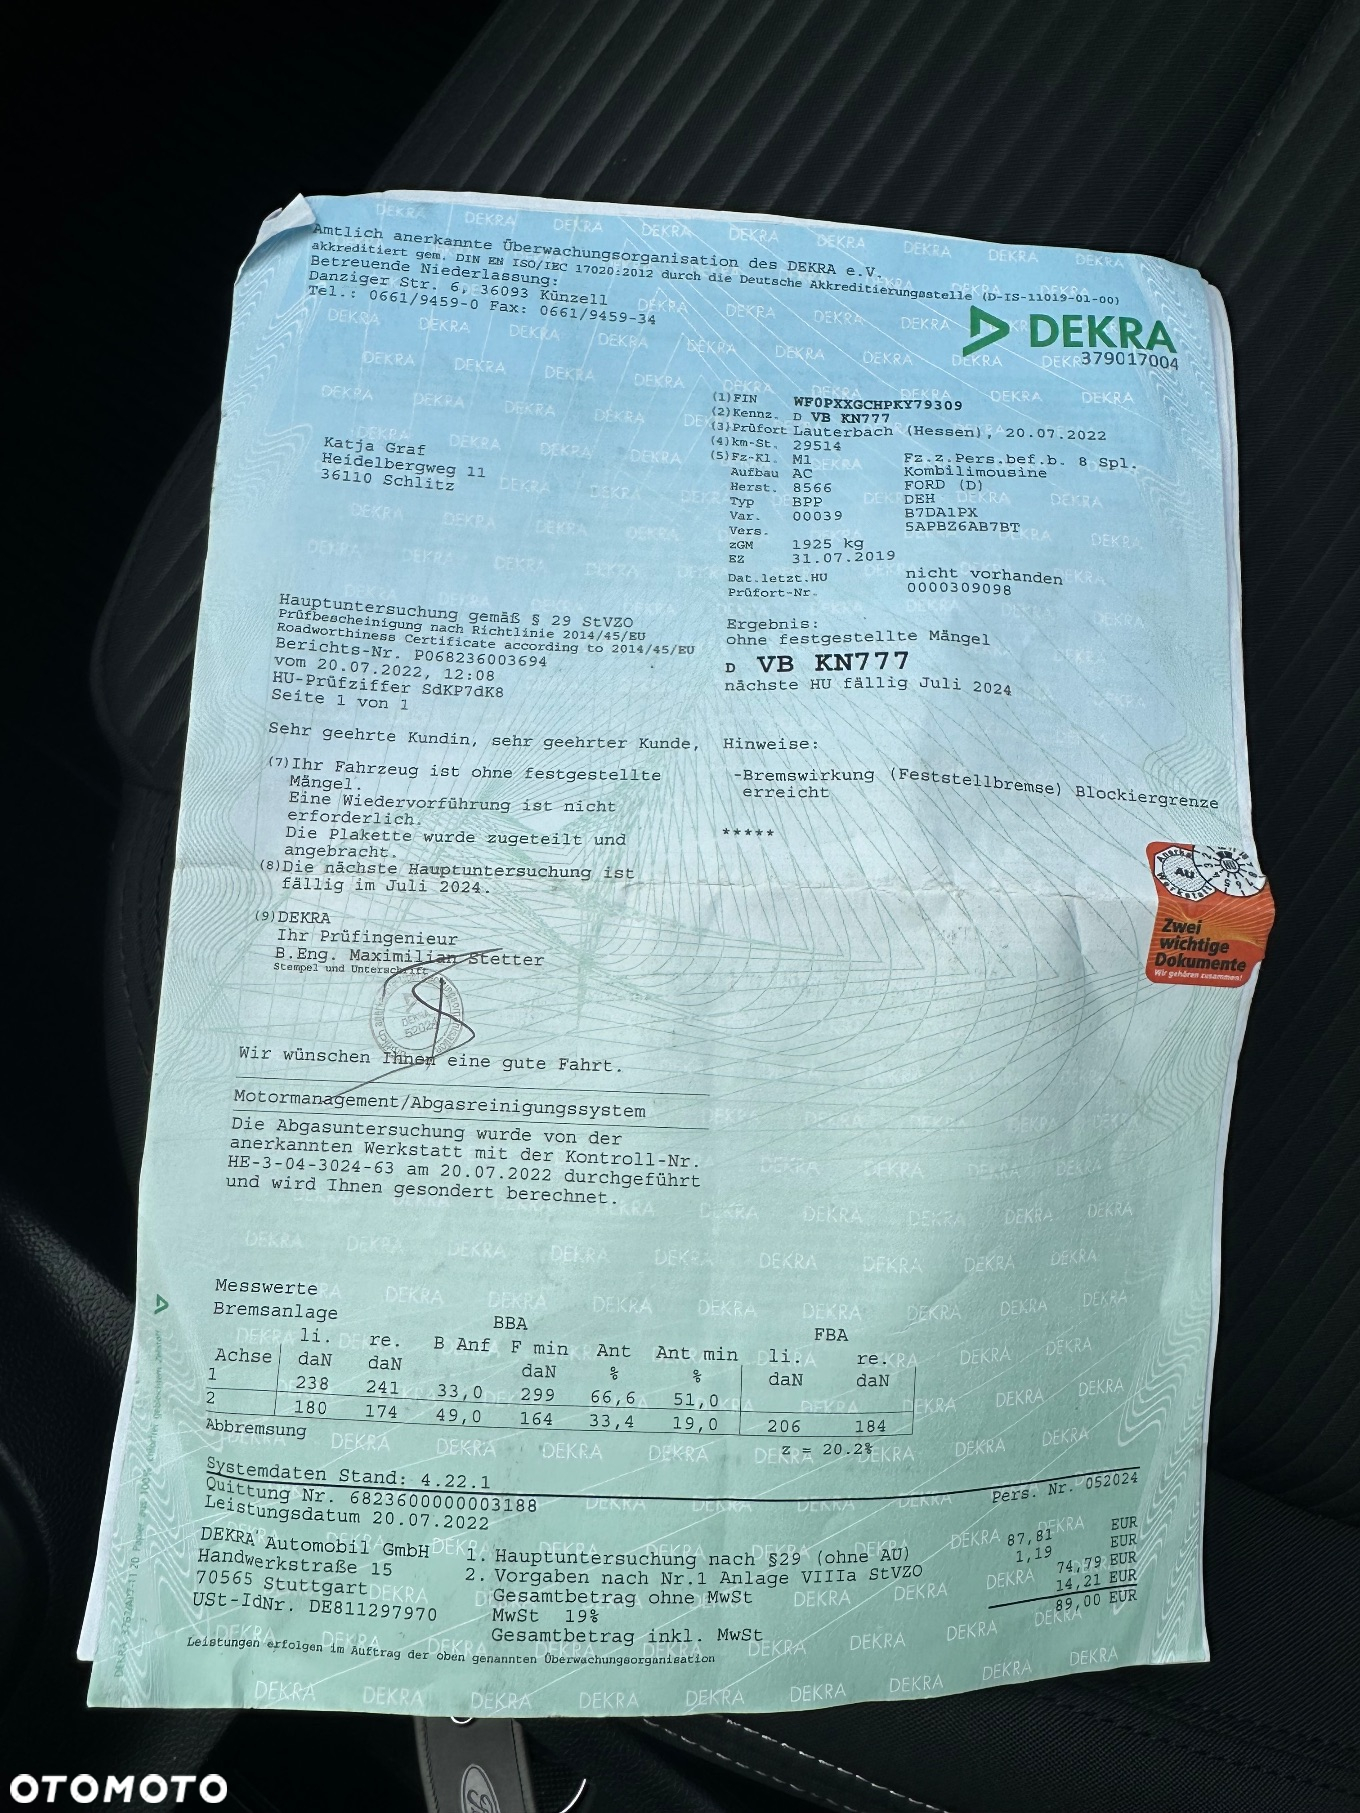 Amtlich anerkannte Überwachungsorganisation des DEKRA e.V.
akkreditiert gem. DIN EN ISO/IEC 17020:2012 durch die Deutsche Akkreditierungsstelle (D-IS-11019-01-00)
Betreuende Niederlassung:
Danziger Str. 6, 36093 Künzell
Tel.: 0661/9459-0 Fax: 0661/9459-34
DEKRA
379017004
Katja Graf
Heidelbergweg 11
36110 Schlitz
(1)FIN WF0PXXGCHPKY79309
(2)Kennz. D VB KN777
(3)Prüfort Lauterbach (Hessen), 20.07.2022
(4)km-St. 29514
(5)Fz-Kl. M1 Fz.z.Pers.bef.b. 8 Spl.
Aufbau AC Kombilimousine
Herst. 8566 FORD (D)
Typ BPP DEH
Var. 00039 B7DA1PX
Vers. 5APBZ6AB7BT
zGM 1925 kg
EZ 31.07.2019
Dat.letzt.HU nicht vorhanden
Prüfort-Nr. 0000309098
Hauptuntersuchung gemäß § 29 StVZO
Prüfbescheinigung nach Richtlinie 2014/45/EU
Roadworthiness Certificate according to 2014/45/EU
Berichts-Nr. P068236003694
vom 20.07.2022, 12:08
HU-Prüfziffer SdKP7dK8
Seite 1 von 1
Ergebnis:
ohne festgestellte Mängel
D VB KN777
nächste HU fällig Juli 2024
Sehr geehrte Kundin, sehr geehrter Kunde,
(7)Ihr Fahrzeug ist ohne festgestellte
Mängel.
Eine Wiedervorführung ist nicht
erforderlich.
Die Plakette wurde zugeteilt und
angebracht.
(8)Die nächste Hauptuntersuchung ist
fällig im Juli 2024.
Hinweise:
-Bremswirkung (Feststellbremse) Blockiergrenze
erreicht
*****
(9)DEKRA
Ihr Prüfingenieur
B.Eng. Maximilian Stetter
Stempel und Unterschrift
DEKRA
52024
AU
Zwei
wichtige
Dokumente
Wir gehören zusammen!
Wir wünschen Ihnen eine gute Fahrt.
Motormanagement/Abgasreinigungssystem
Die Abgasuntersuchung wurde von der
anerkannten Werkstatt mit der Kontroll-Nr.
HE-3-04-3024-63 am 20.07.2022 durchgeführt
und wird Ihnen gesondert berechnet.
Messwerte
Bremsanlage BBA FBA
li. re. B Anf F min Ant Ant min li. re.
Achse daN daN daN % % daN daN
1 238 241 33,0 299 66,6 51,0
2 180 174 49,0 164 33,4 19,0 206 184
Abbremsung z = 20.2%
Systemdaten Stand: 4.22.1
Quittung Nr. 6823600000003188 Pers. Nr. 052024
Leistungsdatum 20.07.2022
DEKRA Automobil GmbH
Handwerkstraße 15
70565 Stuttgart
USt-IdNr. DE811297970
1. Hauptuntersuchung nach §29 (ohne AU) 87,81 EUR
2. Vorgaben nach Nr.1 Anlage VIIIa StVZO 1,19 EUR
Gesamtbetrag ohne MwSt 74,79 EUR
MwSt 19% 14,21 EUR
Gesamtbetrag inkl. MwSt 89,00 EUR
Leistungen erfolgen im Auftrag der oben genannten Überwachungsorganisation
OTOMOTO